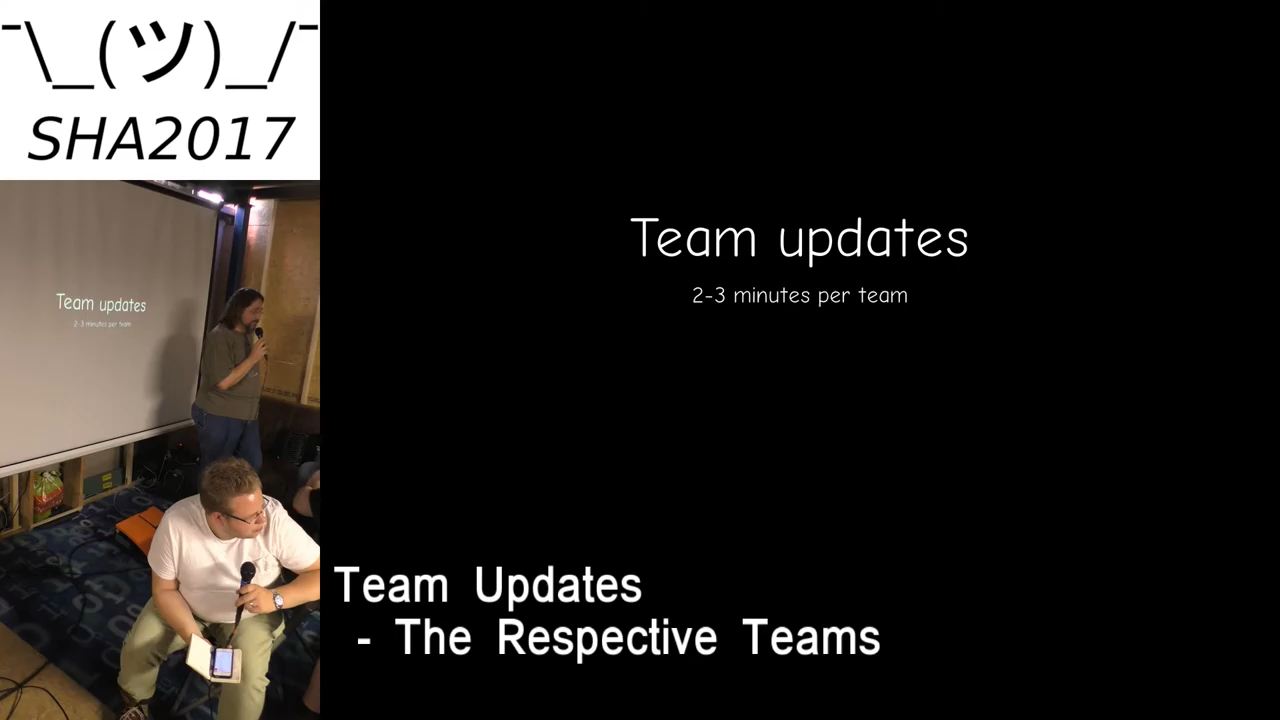 ¯\_(ツ)_/¯
SHA2017
Team updates
2-3 minutes per team
Team updates
2-3 minutes per team
Team Updates
- The Respective Teams